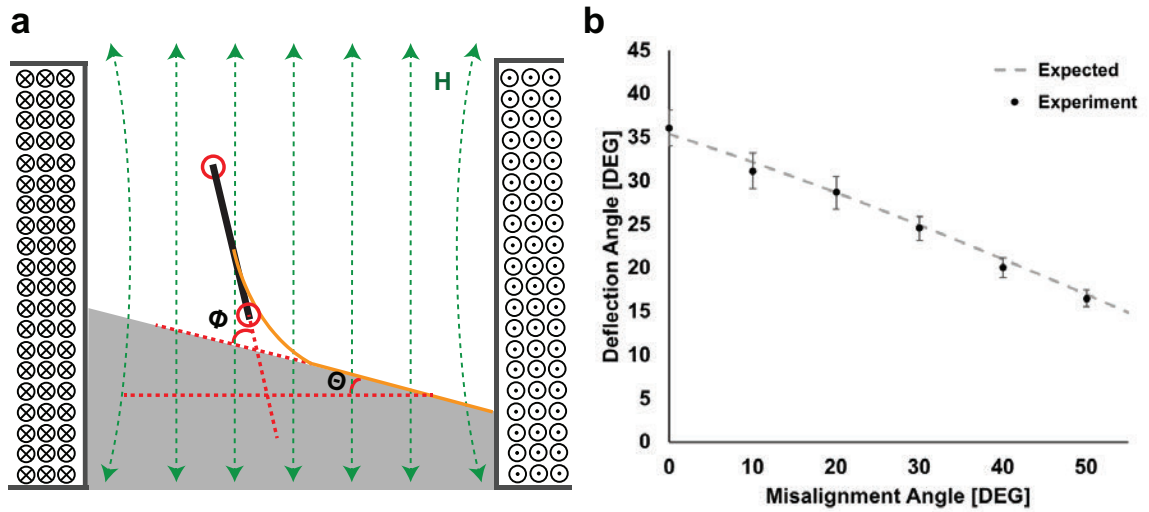 a
H
Φ
Θ
b
45
40
35
30
25
20
15
10
5
0
Deflection Angle [DEG]
Expected
Experiment
0 10 20 30 40 50
Misalignment Angle [DEG]